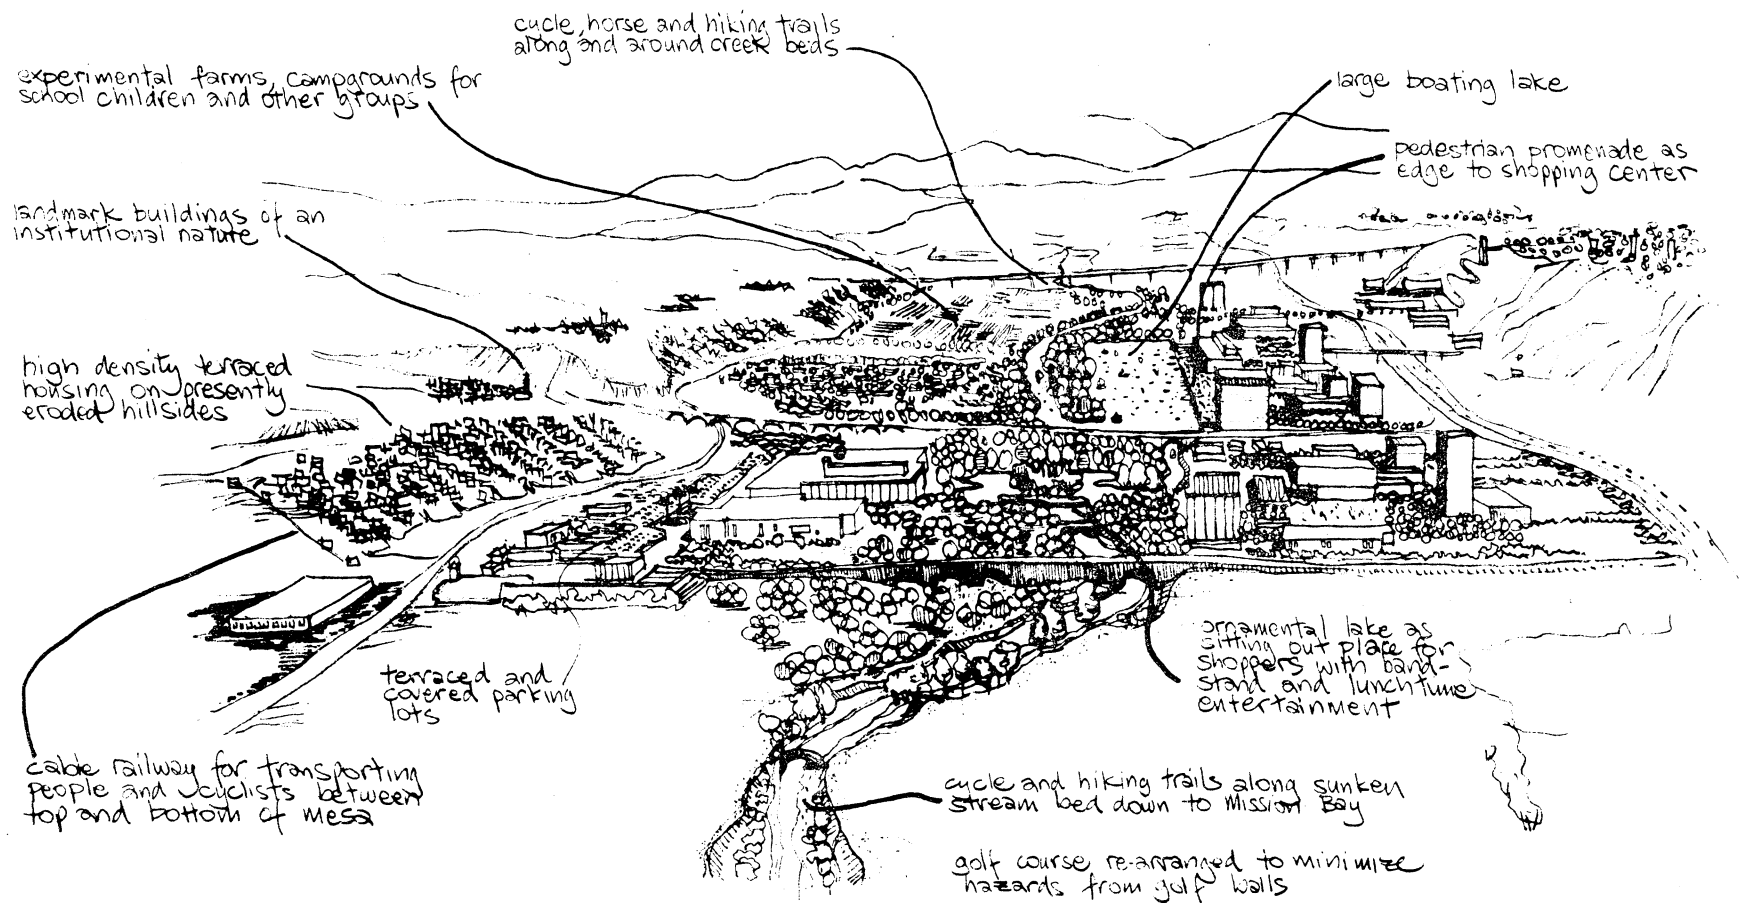 cycle, horse and hiking trails
along and around creek beds
experimental farms, campgrounds for
school children and other groups
large boating lake
pedestrian promenade as
edge to shopping center
landmark buildings of an
institutional nature
high density terraced
housing on presently
eroded hillsides
terraced and
covered parking
lots
ornamental lake as
sitting out place for
shoppers with band-
stand and lunchtime
entertainment
cable railway for transporting
people and cyclists between
top and bottom of mesa
cycle and hiking trails along sunken
stream bed down to Mission Bay
golf course re-arranged to minimize
hazards from golf balls